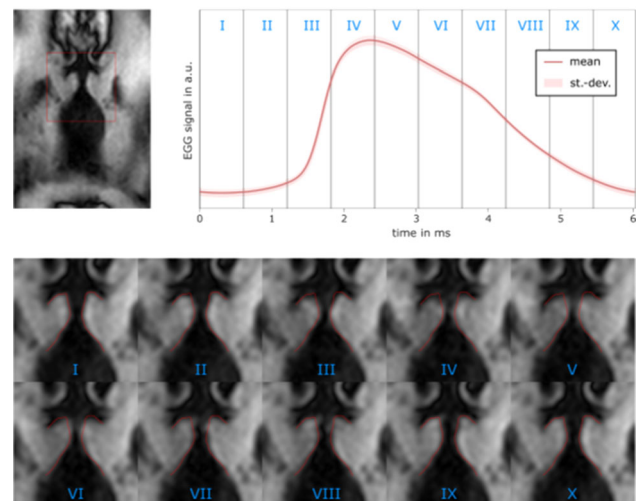 I II III IV V VI VII VIII IX X
mean
st.-dev.
EGG signal in a.u.
0 1 2 3 4 5 6
time in ms
I II III IV V
VI VII VIII IX X